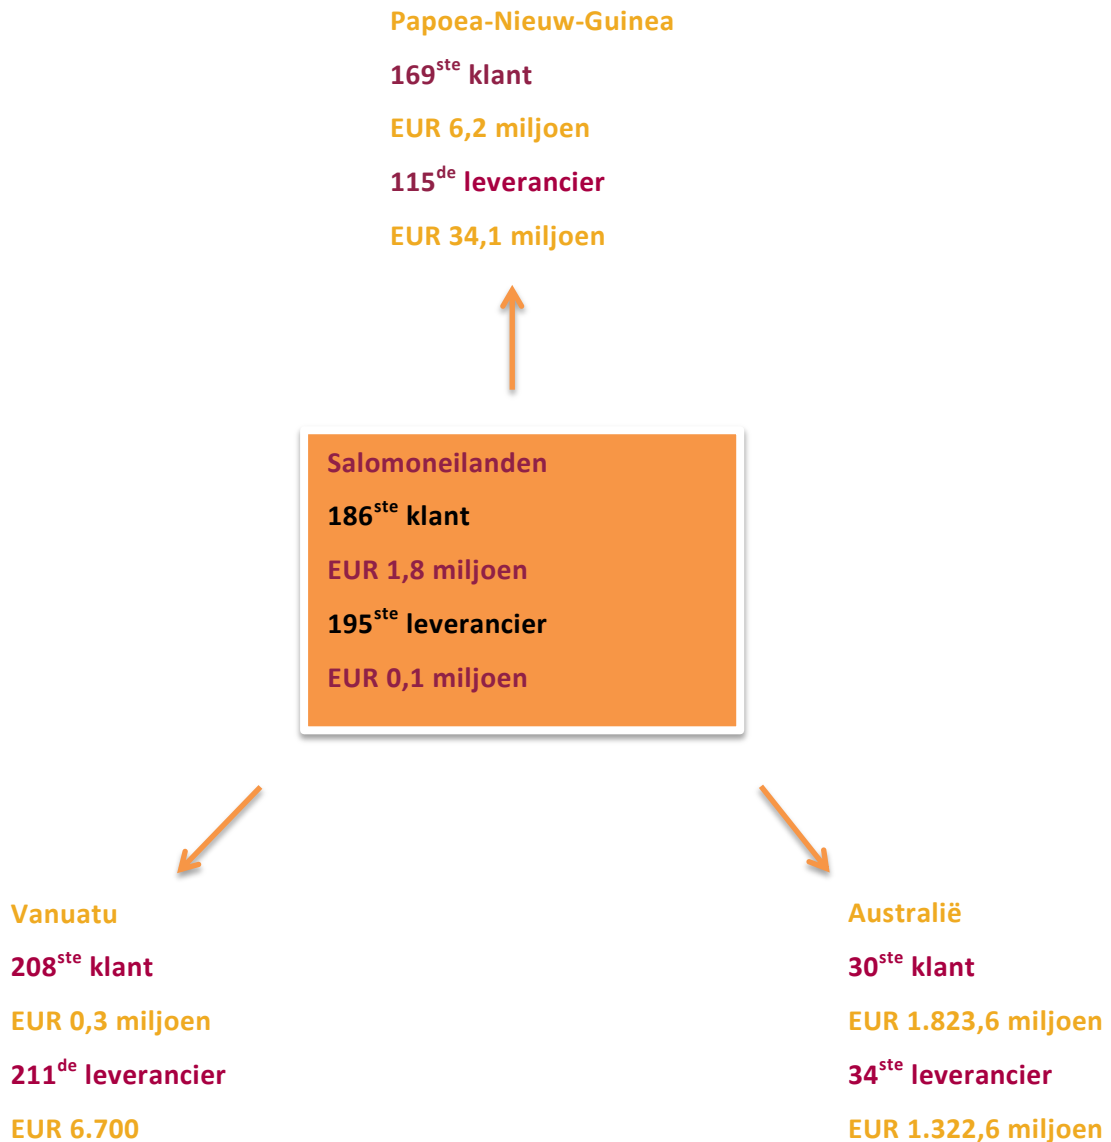 Papoea-Nieuw-Guinea
169ste klant
EUR 6,2 miljoen
115de leverancier
EUR 34,1 miljoen
Salomoneilanden
186ste klant
EUR 1,8 miljoen
195ste leverancier
EUR 0,1 miljoen
Vanuatu
208ste klant
EUR 0,3 miljoen
211de leverancier
EUR 6.700
Australië
30ste klant
EUR 1.823,6 miljoen
34ste leverancier
EUR 1.322,6 miljoen